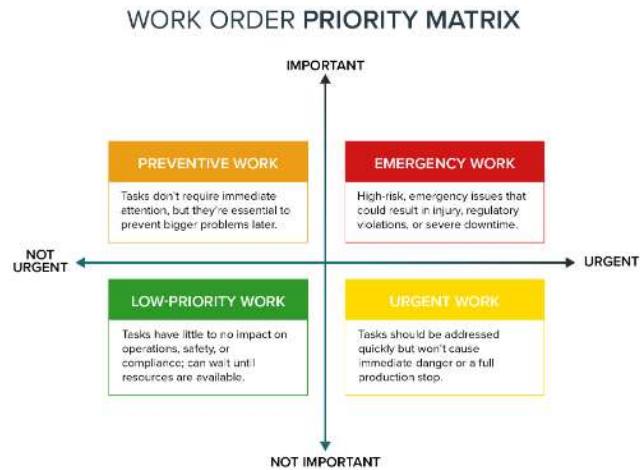 WORK ORDER PRIORITY MATRIX
IMPORTANT
PREVENTIVE WORK
Tasks don't require immediate
attention, but they're essential to
prevent bigger problems later.
EMERGENCY WORK
High-risk, emergency issues that
could result in injury, regulatory
violations, or severe downtime.
NOT
URGENT
URGENT
LOW-PRIORITY WORK
Tasks have little to no impact on
operations, safety, or
compliance; can wait until
resources are available.
URGENT WORK
Tasks should be addressed
quickly but won't cause
immediate danger or a full
production stop.
NOT IMPORTANT